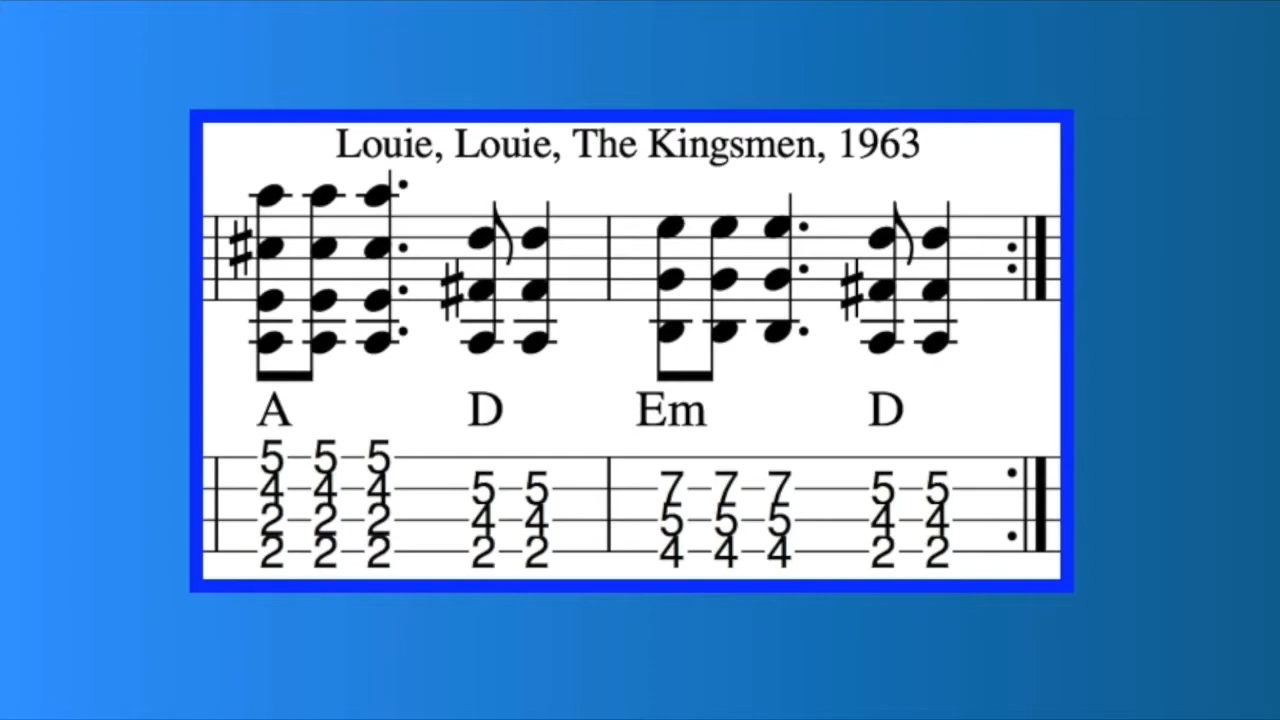 Louie, Louie, The Kingsmen, 1963
A D Em D
5 5 5
4 4 4 5 5 7 7 7 5 5
2 2 2 4 4 5 5 5 4 4
2 2 2 2 2 4 4 4 2 2